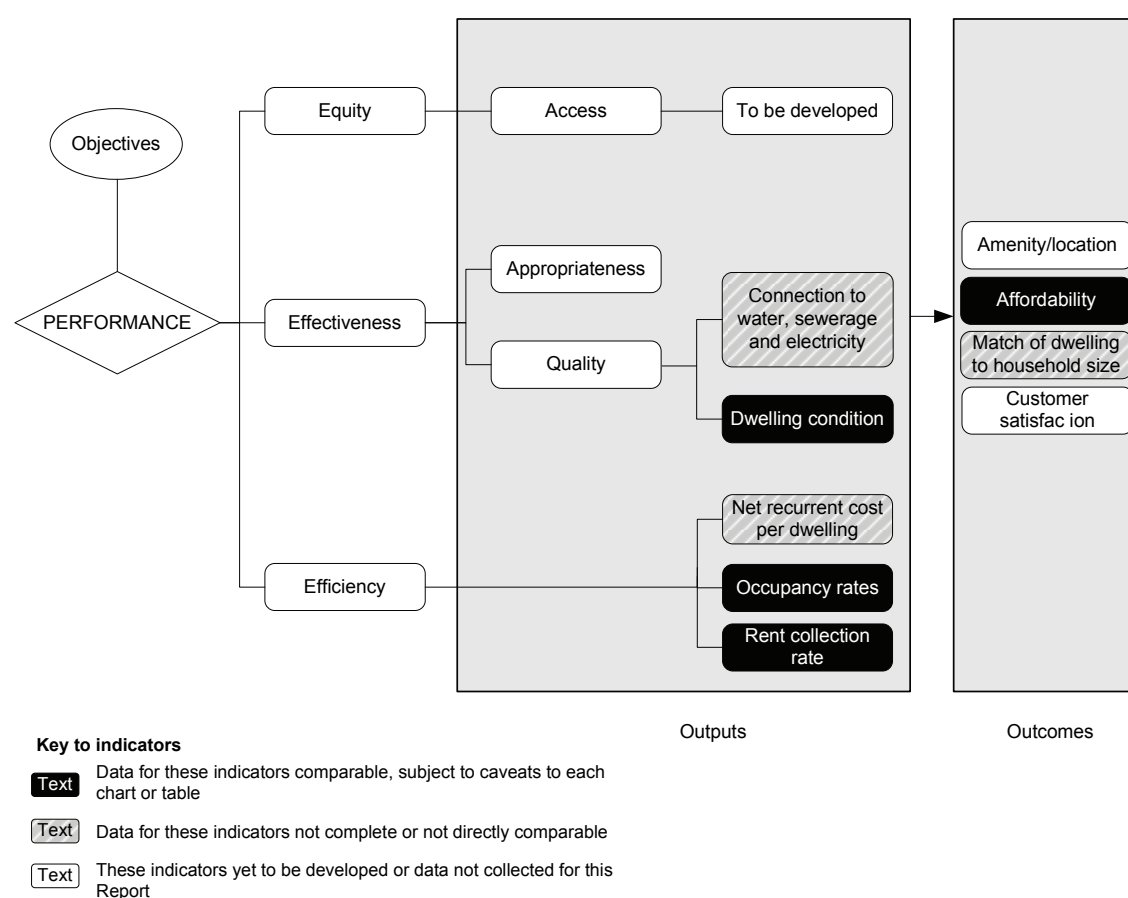 Objectives
PERFORMANCE
Equity
Access
To be developed
Effectiveness
Appropriateness
Quality
Connection to
water, sewerage
and electricity
Dwelling condition
Efficiency
Net recurrent cost
per dwelling
Occupancy rates
Rent collection
rate
Amenity/location
Affordability
Match of dwelling
to household size
Customer
satisfac ion
Outputs
Outcomes
Key to indicators
Text
Data for these indicators comparable, subject to caveats to each
chart or table
Text
Data for these indicators not complete or not directly comparable
Text
These indicators yet to be developed or data not collected for this
Report